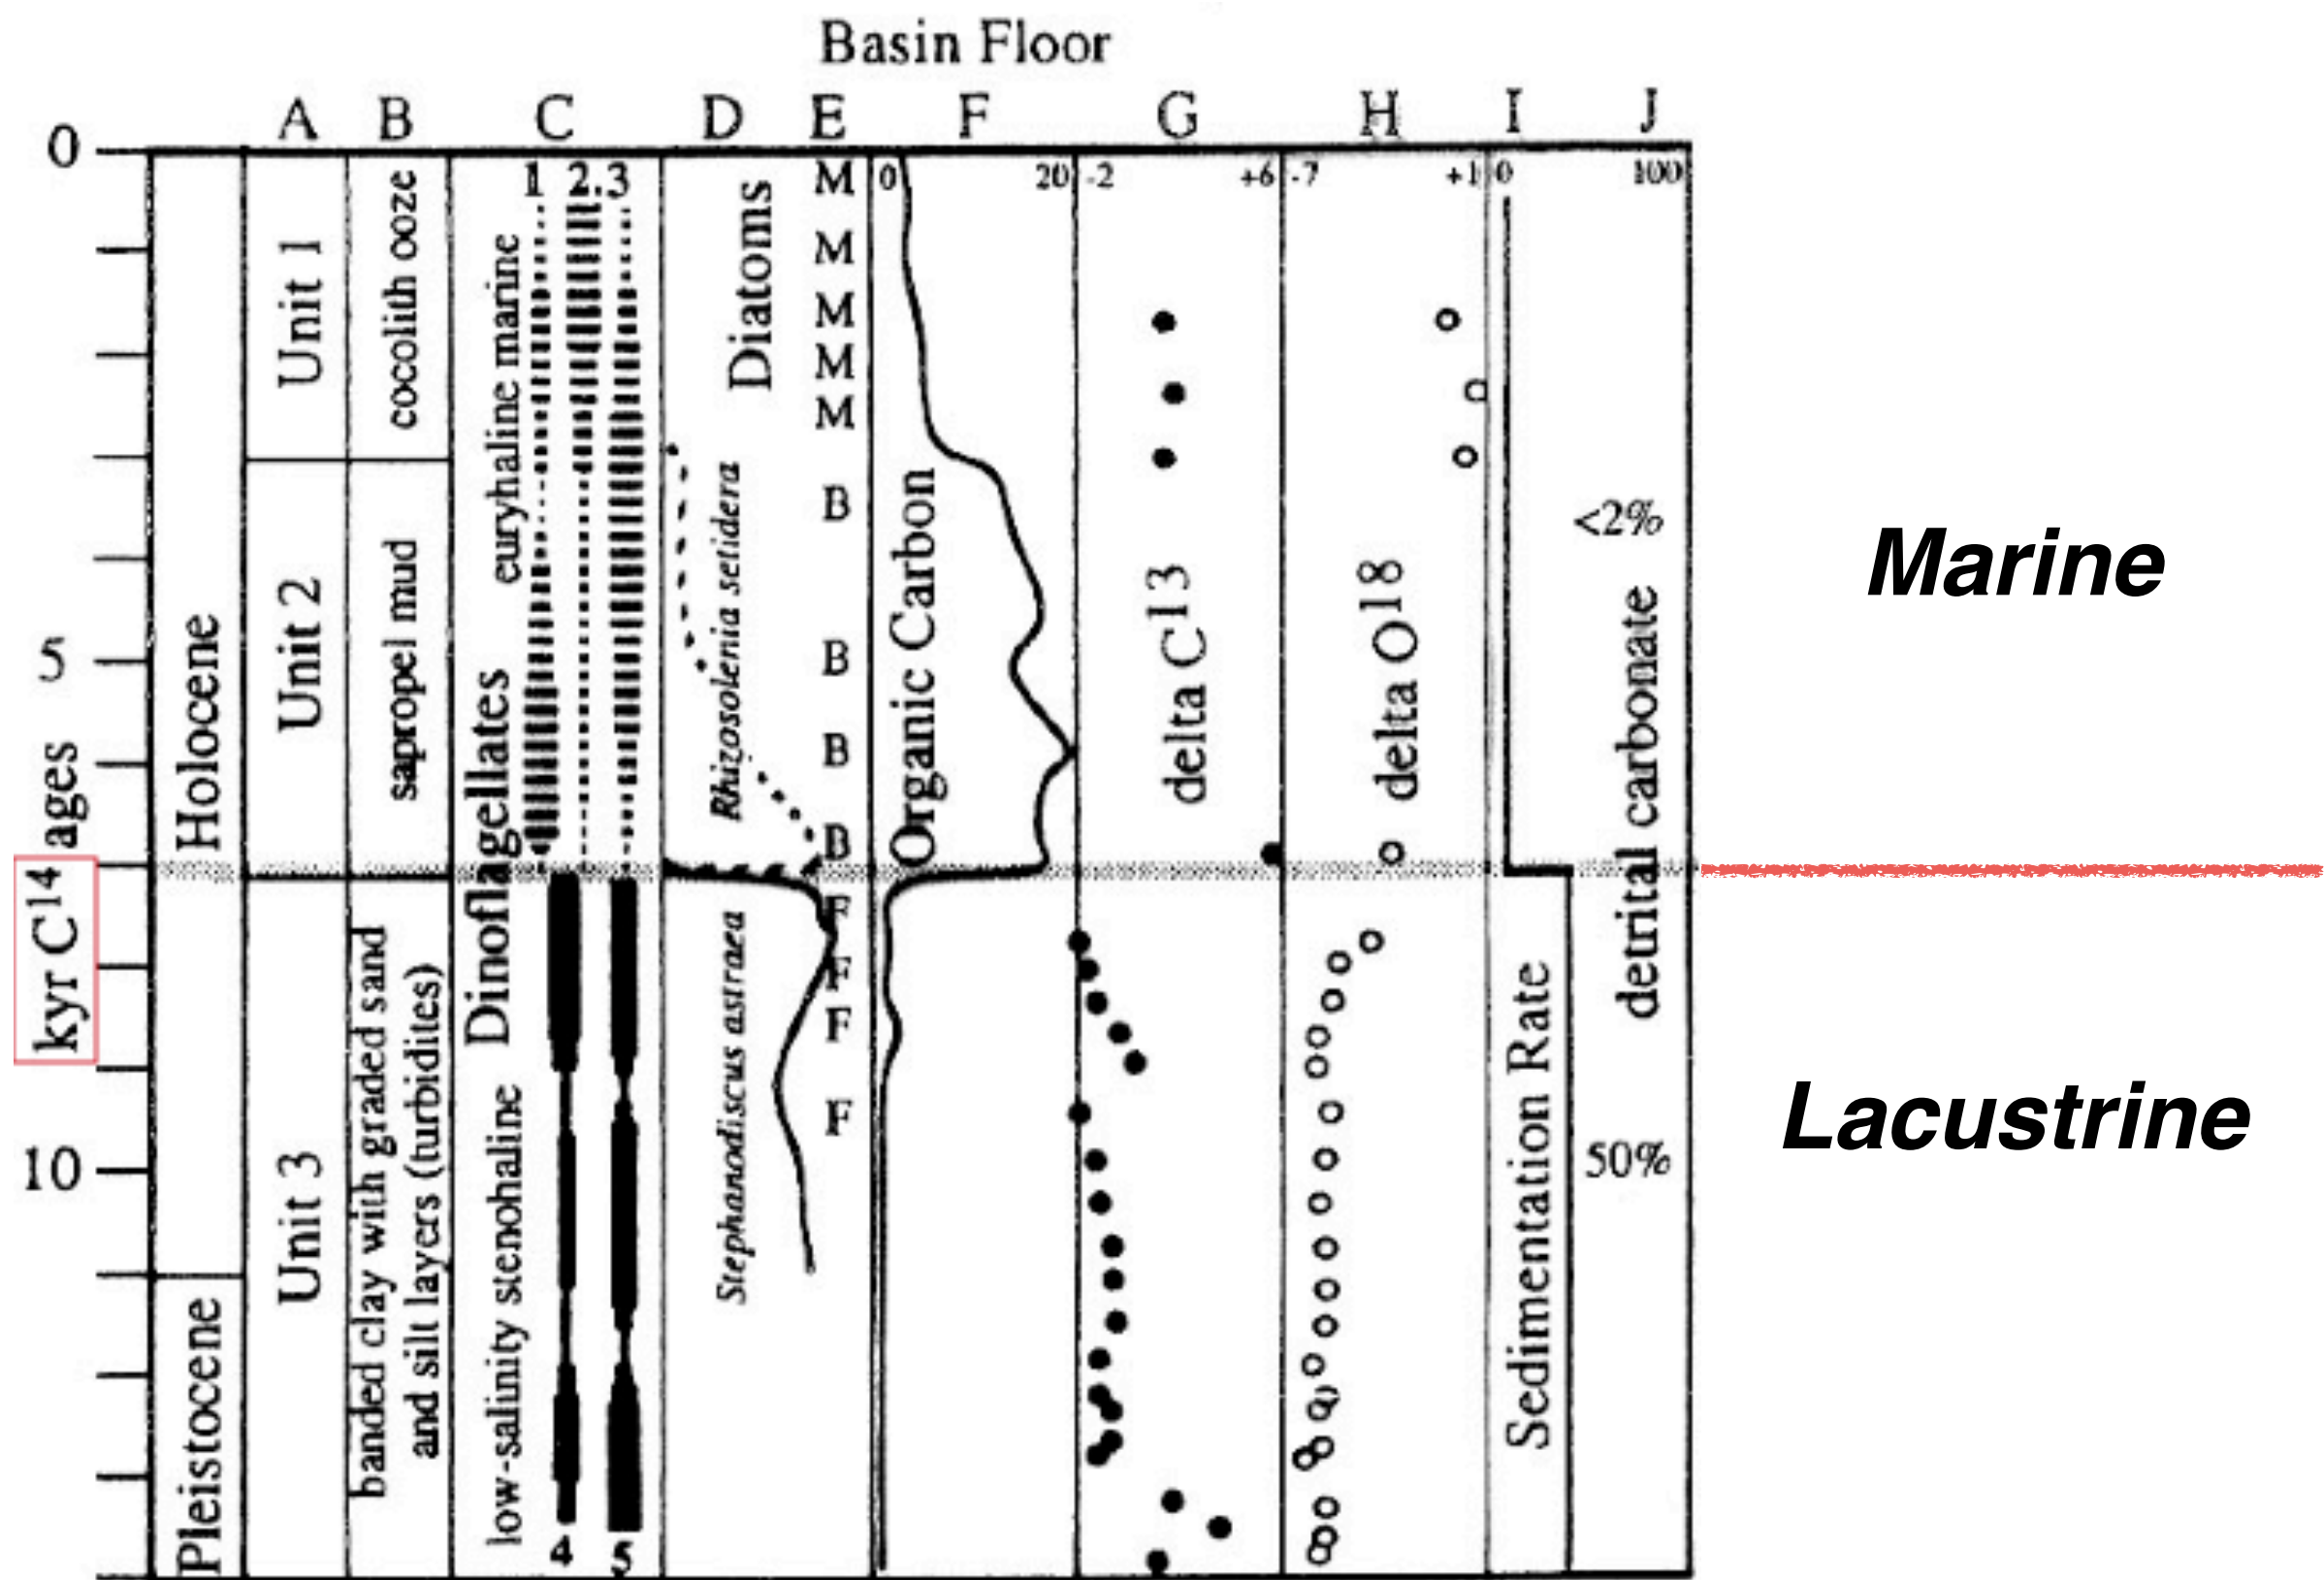 Basin Floor
A B C D E F G H I J
0
5
10
kyr C14 ages
Holocene
Pleistocene
Unit 1
Unit 2
Unit 3
cocolith ooze
sapropel mud
banded clay with graded sand
and silt layers (turbidites)
1 2 3
euryhaline marine
Dinoflagellates
low-salinity stenohaline
4 5
Diatoms
Rhizosolenia setidera
Stephanodiscus astraea
M
M
M
M
M
B
B
B
B
F
F
F
F
0 20
Organic Carbon
-2 +6
delta C13
-7 +1
delta O18
0 100
Sedimentation Rate
<2%
detrital carbonate
50%
Marine
Lacustrine